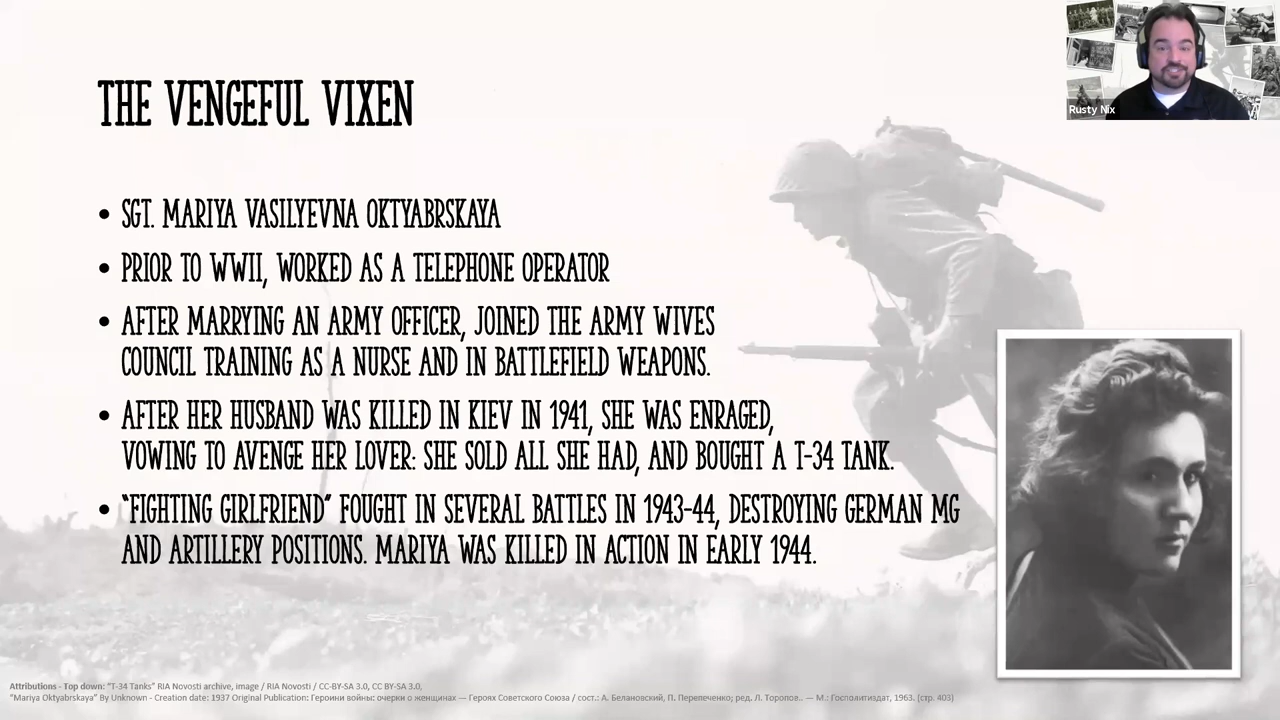 THE VENGEFUL VIXEN
Rusty Nix
• SGT. MARIYA VASILYEVNA OKTYABRSKAYA
• PRIOR TO WWII, WORKED AS A TELEPHONE OPERATOR
• AFTER MARRYING AN ARMY OFFICER, JOINED THE ARMY WIVES
COUNCIL TRAINING AS A NURSE AND IN BATTLEFIELD WEAPONS.
• AFTER HER HUSBAND WAS KILLED IN KIEV IN 1941, SHE WAS ENRAGED,
VOWING TO AVENGE HER LOVER: SHE SOLD ALL SHE HAD, AND BOUGHT A T-34 TANK.
• “FIGHTING GIRLFRIEND” FOUGHT IN SEVERAL BATTLES IN 1943-44, DESTROYING GERMAN MG
AND ARTILLERY POSITIONS. MARIYA WAS KILLED IN ACTION IN EARLY 1944.
Attributions - Top down: “T-34 Tanks” RIA Novosti archive, image / RIA Novosti / CC-BY-SA 3.0, CC BY-SA 3.0,
“Mariya Oktyabrskaya” By Unknown - Creation date: 1937 Original Publication: Героини войны: очерки о женщинах — Героях Советского Союза / сост.: А. Белановский, П. Перепеченко; ред. Л. Торопов.. — М.: Госполитиздат, 1963. (стр. 403)